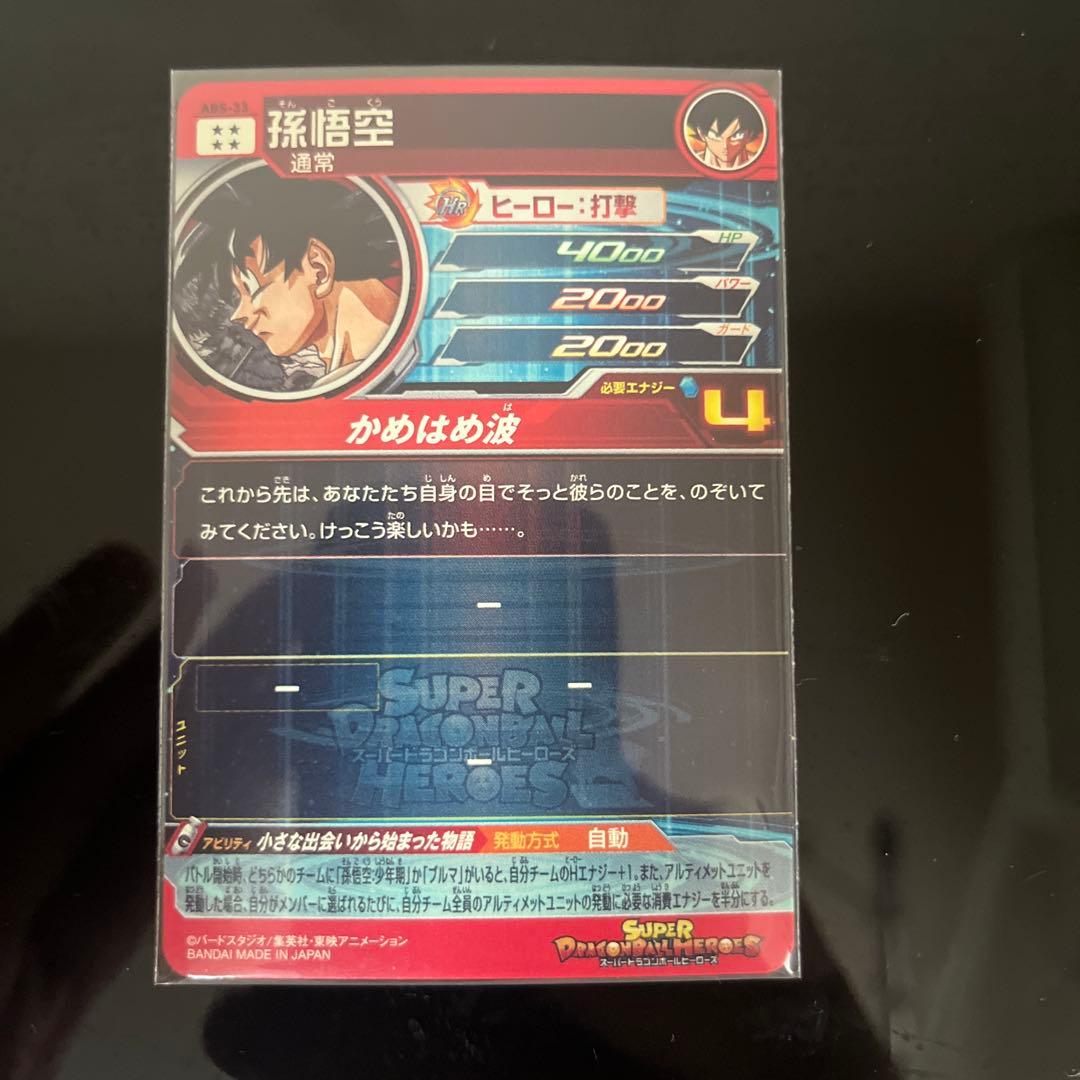 ABS-33
そん ご くう
孫悟空
通常
HR ヒーロー：打撃
4000 HP
2000 パワー
2000 ガード
必要エナジー 4
かめはめ波
は
これから先は、あなたたち自身の目でそっと彼らのことを、のぞいて
みてください。けっこう楽しいかも……。
－
－ －
－
ユニット
SUPER
DRAGONBALL
スーパードラゴンボールヒーローズ
HEROES
アビリティ 小さな出会いから始まった物語 発動方式 自動
バトル開始時、どちらかのチームに「孫悟空:少年期」か「ブルマ」がいると、自分チームのHエナジー+1。また、アルティメットユニットを
発動した場合、自分がメンバーに選ばれるたびに、自分チーム全員のアルティメットユニットの発動に必要な消費エナジーを半分にする。
©バードスタジオ/集英社・東映アニメーション
BANDAI MADE IN JAPAN
SUPER
DRAGONBALL HEROES
スーパードラゴンボールヒーローズ